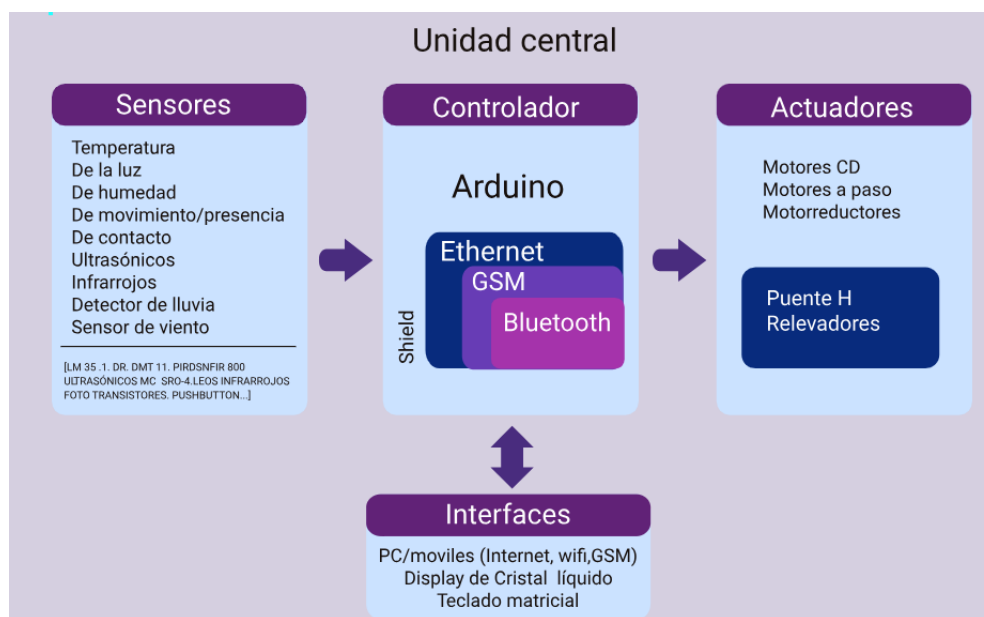 Unidad central
Sensores
Temperatura
De la luz
De humedad
De movimiento/presencia
De contacto
Ultrasónicos
Infrarrojos
Detector de lluvia
Sensor de viento
[LM 35 .1. DR. DMT 11. PIRDSNFIR 800
ULTRASÓNICOS MC SRO-4.LEOS INFRARROJOS
FOTO TRANSISTORES. PUSHBUTTON...]
Controlador
Arduino
Shield
Ethernet
GSM
Bluetooth
Actuadores
Motores CD
Motores a paso
Motorreductores
Puente H
Relevadores
Interfaces
PC/moviles (Internet, wifi,GSM)
Display de Cristal líquido
Teclado matricial